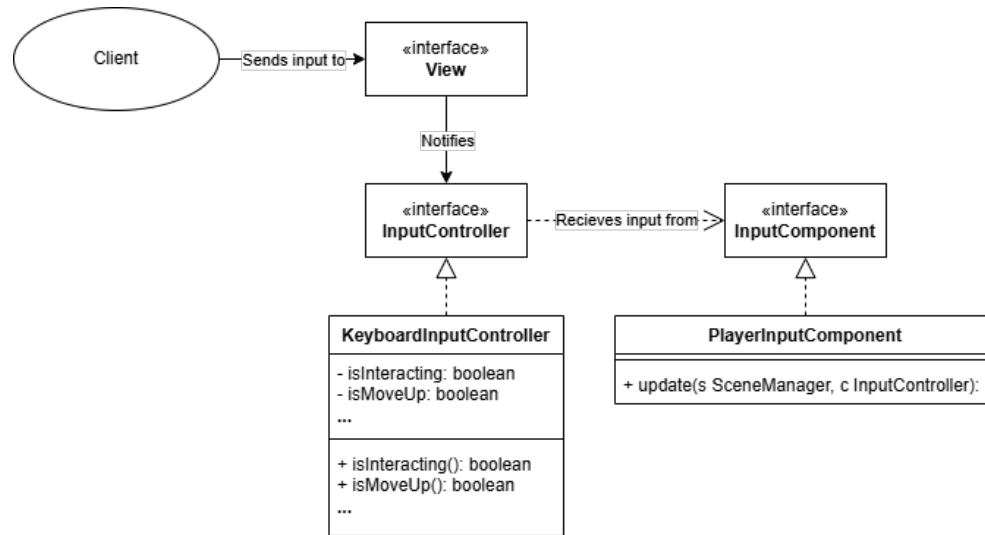 Client
Sends input to
«interface»
View
Notifies
«interface»
InputController
Recieves input from
«interface»
InputComponent
KeyboardInputController
- isInteracting: boolean
- isMoveUp: boolean
...
+ isInteracting(): boolean
+ isMoveUp(): boolean
...
PlayerInputComponent
+ update(s SceneManager, c InputController):